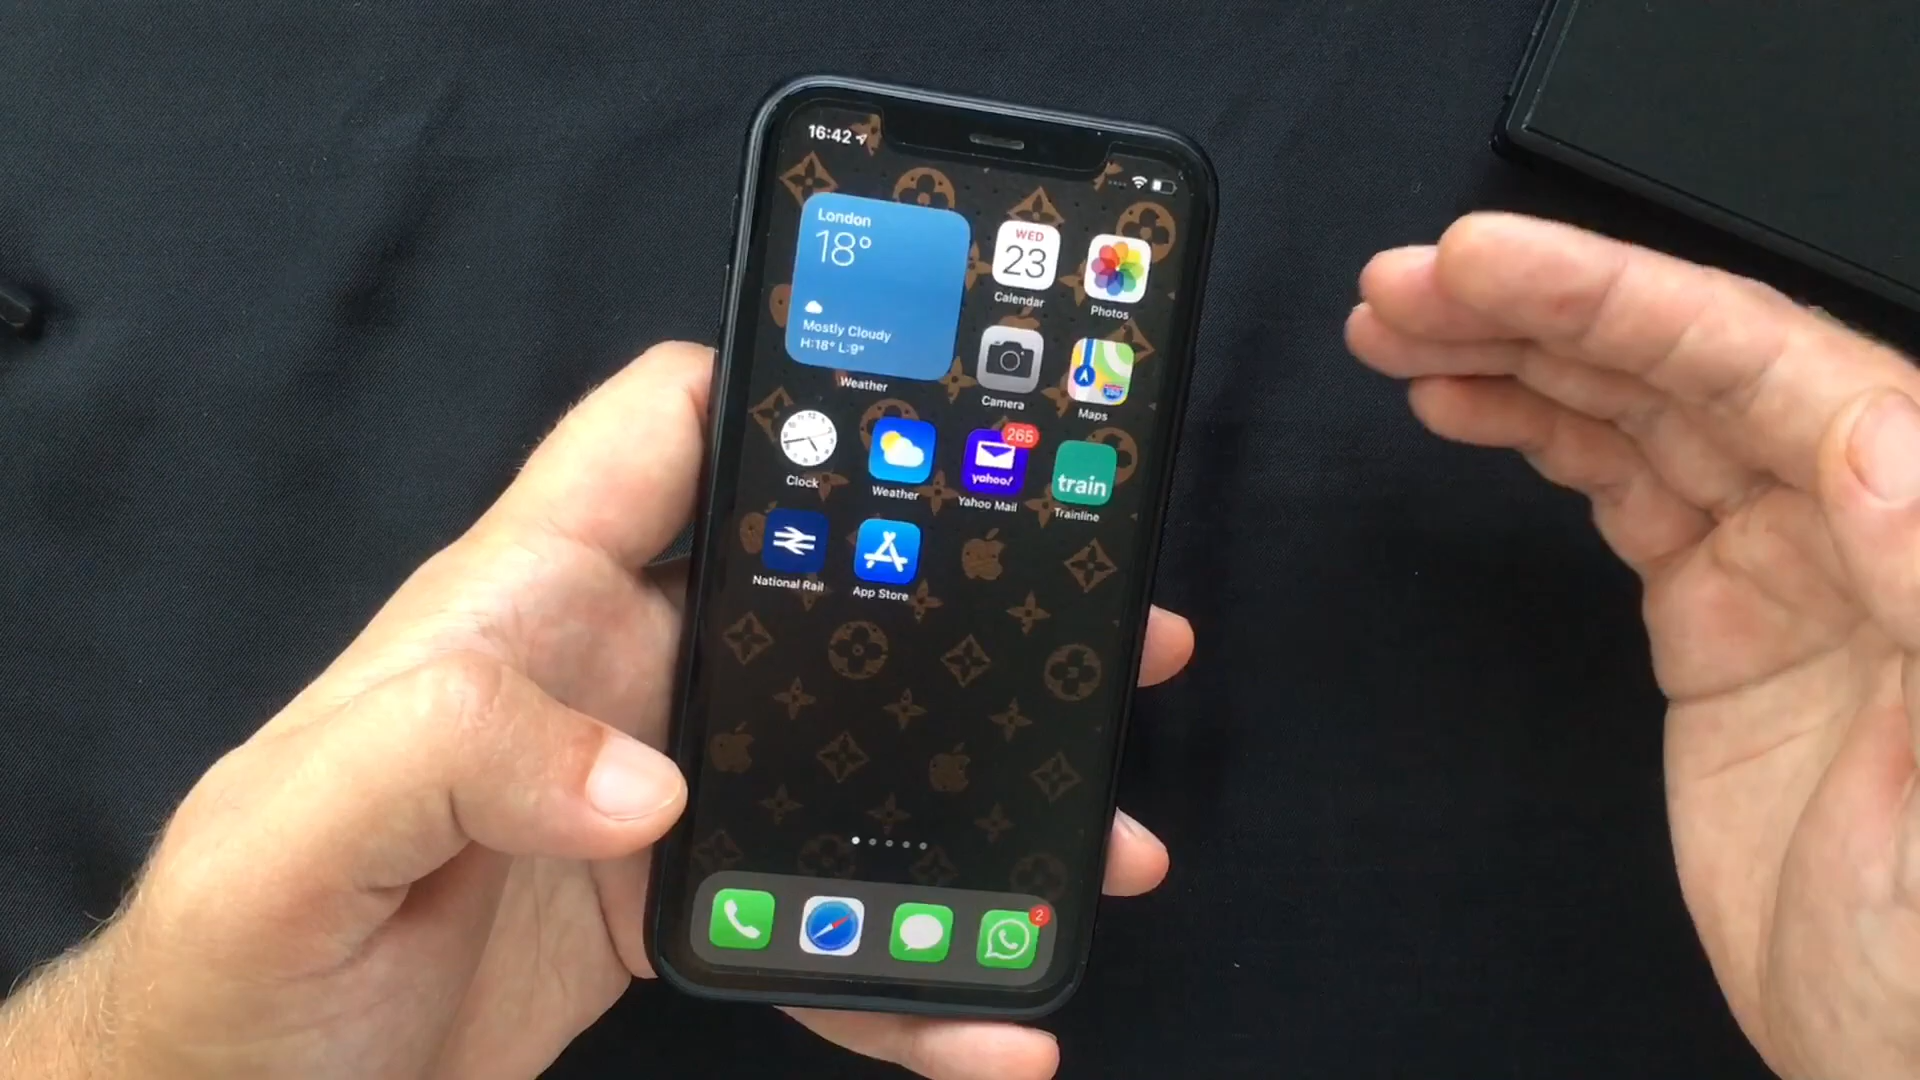 16:42
London
18°
Mostly Cloudy
H:18° L:9°
Weather
WED
23
Calendar
Photos
Camera
280
Maps
Clock
Weather
265
yahoo!
Yahoo Mail
train
Trainline
National Rail
App Store
2